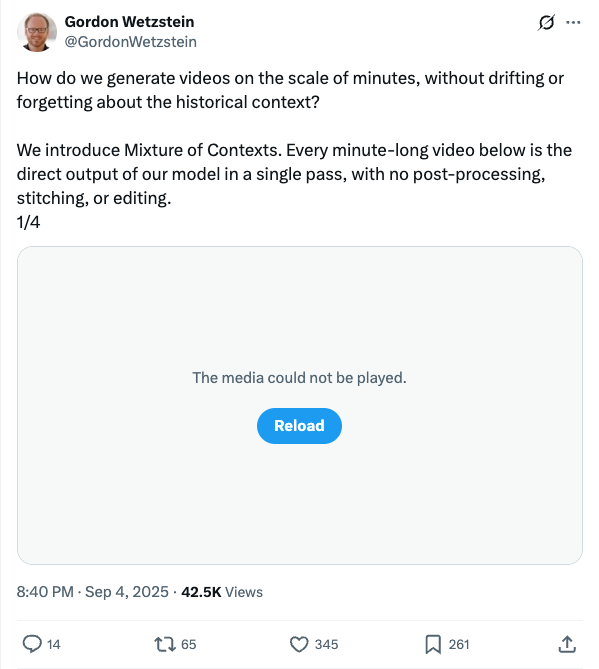 Gordon Wetzstein
@GordonWetzstein
How do we generate videos on the scale of minutes, without drifting or
forgetting about the historical context?
We introduce Mixture of Contexts. Every minute-long video below is the
direct output of our model in a single pass, with no post-processing,
stitching, or editing.
1/4
The media could not be played.
Reload
8:40 PM · Sep 4, 2025 · 42.5K Views
14 65 345 261